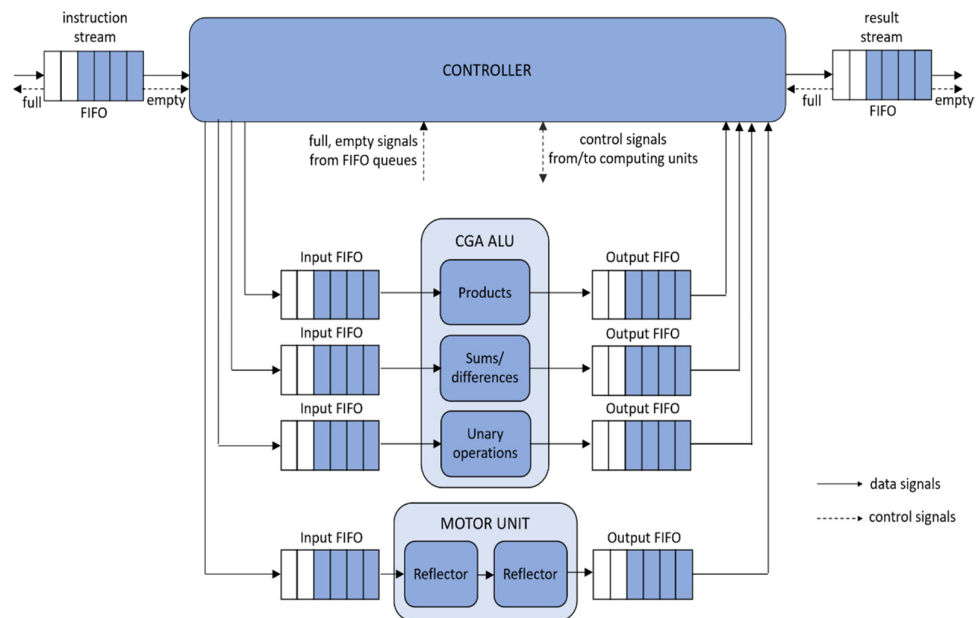 instruction
stream
full
FIFO
empty
CONTROLLER
result
stream
full
FIFO
empty
full, empty signals
from FIFO queues
control signals
from/to computing units
CGA ALU
Input FIFO
Products
Output FIFO
Input FIFO
Sums/
differences
Output FIFO
Input FIFO
Unary
operations
Output FIFO
data signals
control signals
MOTOR UNIT
Input FIFO
Reflector
Reflector
Output FIFO